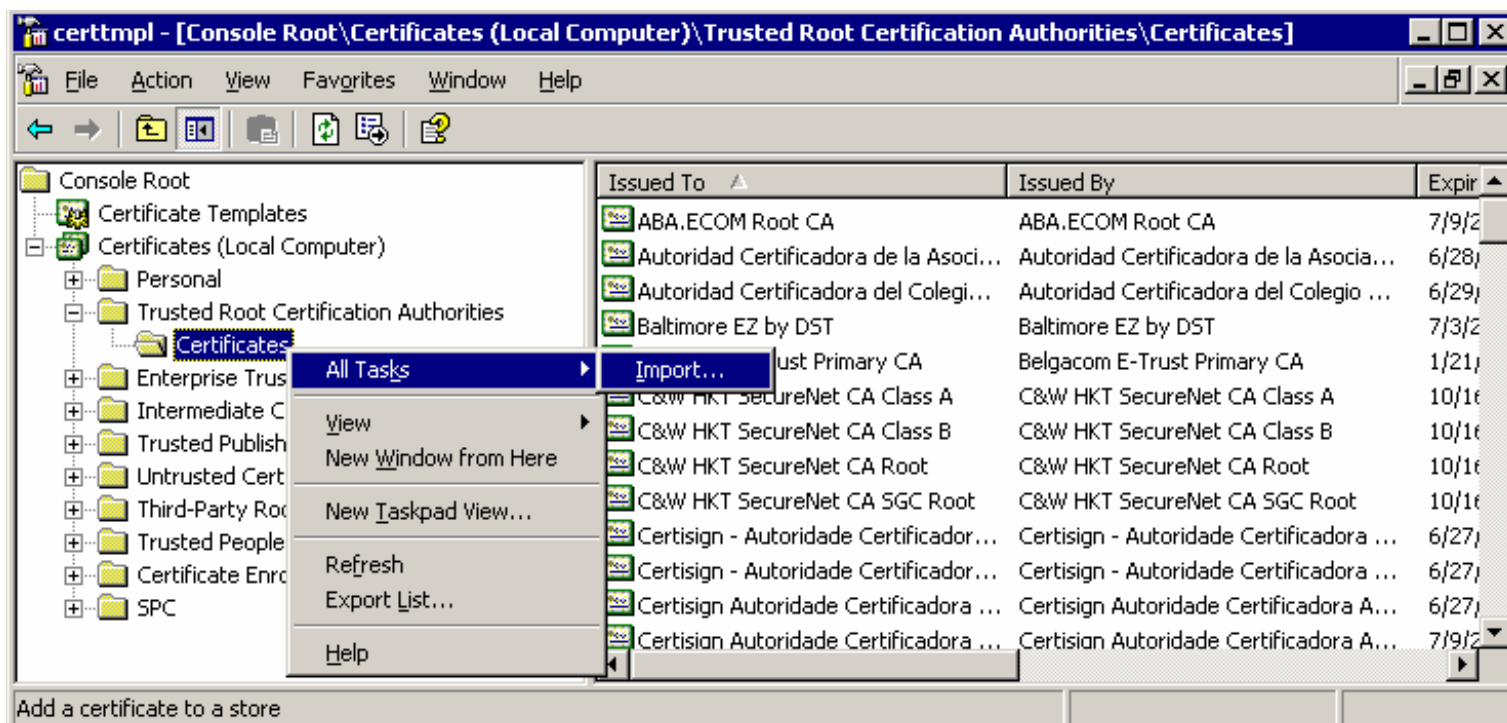 certtmpl - [Console Root\Certificates (Local Computer)\Trusted Root Certification Authorities\Certificates]
File Action View Favorites Window Help
Console Root
Certificate Templates
Certificates (Local Computer)
Personal
Trusted Root Certification Authorities
Certificates
Enterprise Trus
Intermediate C
Trusted Publish
Untrusted Cert
Third-Party Roo
Trusted People
Certificate Enro
SPC
All Tasks
Import...
View
New Window from Here
New Taskpad View...
Refresh
Export List...
Help
Issued To Issued By Expir
ABA.ECOM Root CA ABA.ECOM Root CA 7/9/2
Autoridad Certificadora de la Asoci... Autoridad Certificadora de la Asocia... 6/28/
Autoridad Certificadora del Colegi... Autoridad Certificadora del Colegio ... 6/29/
Baltimore EZ by DST Baltimore EZ by DST 7/3/2
ust Primary CA Belgacom E-Trust Primary CA 1/21/
C&W HKT SecureNet CA Class A C&W HKT SecureNet CA Class A 10/16
C&W HKT SecureNet CA Class B C&W HKT SecureNet CA Class B 10/16
C&W HKT SecureNet CA Root C&W HKT SecureNet CA Root 10/16
C&W HKT SecureNet CA SGC Root C&W HKT SecureNet CA SGC Root 10/16
Certisign - Autoridade Certificador... Certisign - Autoridade Certificadora ... 6/27/
Certisign - Autoridade Certificador... Certisign - Autoridade Certificadora ... 6/27/
Certisign Autoridade Certificadora ... Certisign Autoridade Certificadora A... 6/27/
Certisign Autoridade Certificadora ... Certisign Autoridade Certificadora A... 7/9/2
Add a certificate to a store